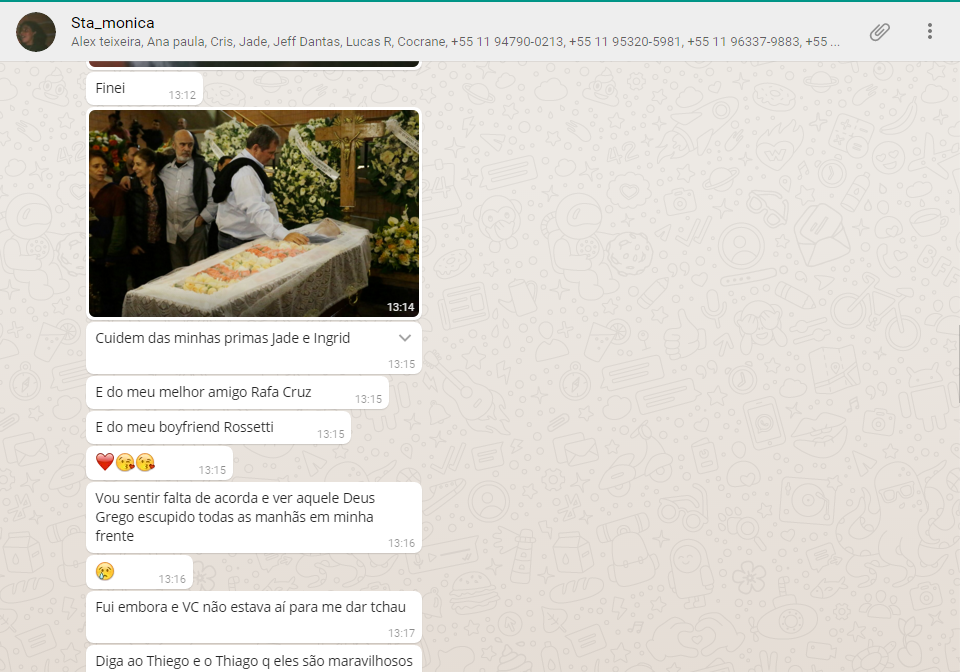 Sta_monica
Alex teixeira, Ana paula, Cris, Jade, Jeff Dantas, Lucas R, Cocrane, +55 11 94790-0213, +55 11 95320-5981, +55 11 96337-9883, +55 ...
Finei
13:12
13:14
Cuidem das minhas primas Jade e Ingrid
13:15
E do meu melhor amigo Rafa Cruz
13:15
E do meu boyfriend Rossetti
13:15
❤😘😘
13:15
Vou sentir falta de acorda e ver aquele Deus
Grego escupido todas as manhãs em minha
frente
13:16
😢
13:16
Fui embora e VC não estava aí para me dar tchau
13:17
Diga ao Thiego e o Thiago q eles são maravilhosos